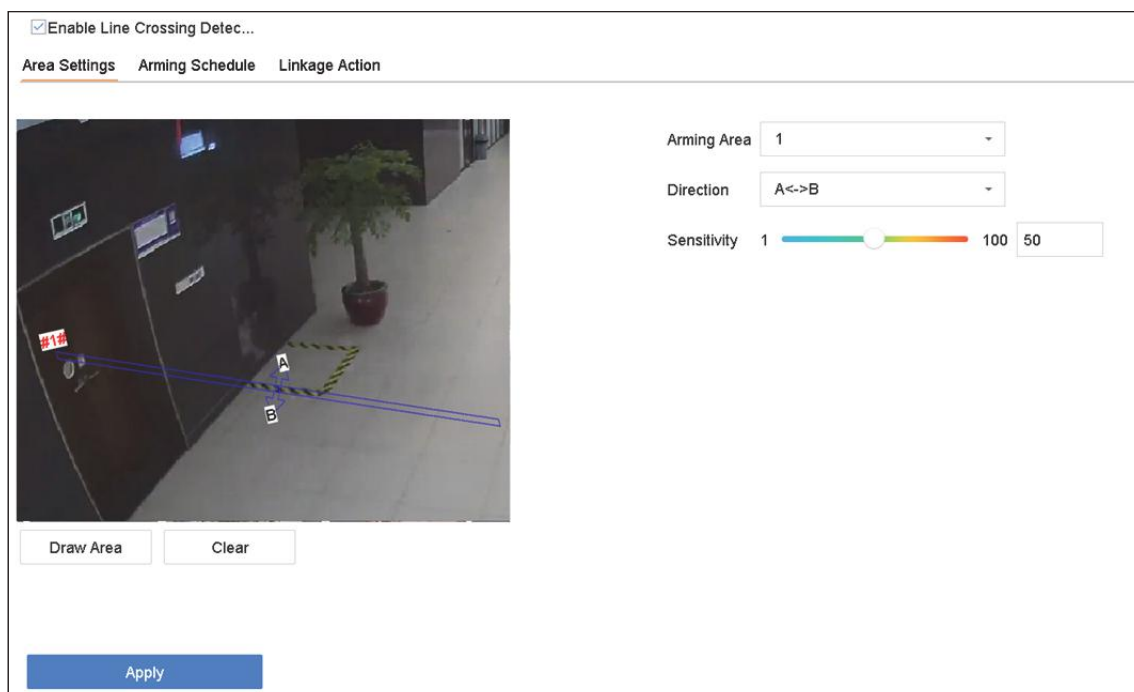 Enable Line Crossing Detec...
Area Settings Arming Schedule Linkage Action
Arming Area 1
Direction A<->B
Sensitivity 1 100 50
#1#
A
B
Draw Area Clear
Apply